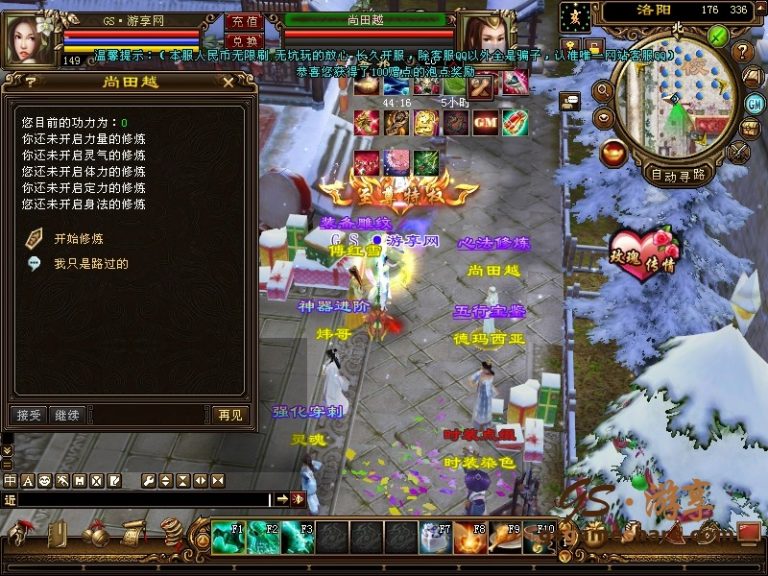 GS·游享网
充值
尚田越
兑换
149
洛阳 176 336
北
温馨提示:(本服人民币无限刷 无坑玩的放心 长久开服,除客服QQ以外全是骗子,认准唯一网站客服QQ)
恭喜您获得了100赠点的泡点奖励
尚田越
44:16 5小时
GM
GM
您目前的功力为:0
你还未开启力量的修炼
你还未开启灵气的修炼
您还未开启体力的修炼
你还未开启定力的修炼
您还未开启身法的修炼
开始修炼
我只是路过的
自动寻路
至尊特权
装备雕纹
GS 游享网
傅红雪
心法修炼
尚田越
玫瑰传情
神器进阶
炜哥
五行宝鉴
德玛西亚
强化穿刺
灵魂
时装染色
接受 继续 再见
近
GS·游享
F1 F2 F3 F7 F8 F9 F10